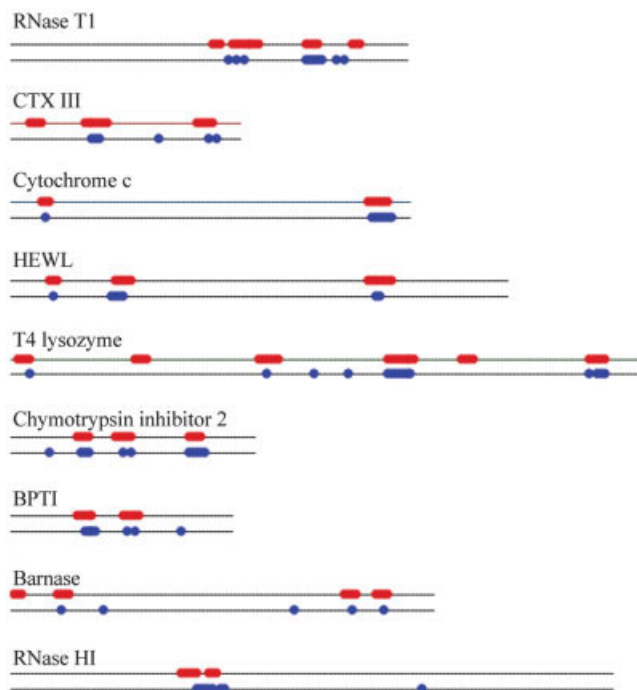 RNase T1
CTX III
Cytochrome c
HEWL
T4 lysozyme
Chymotrypsin inhibitor 2
BPTI
Barnase
RNase HI